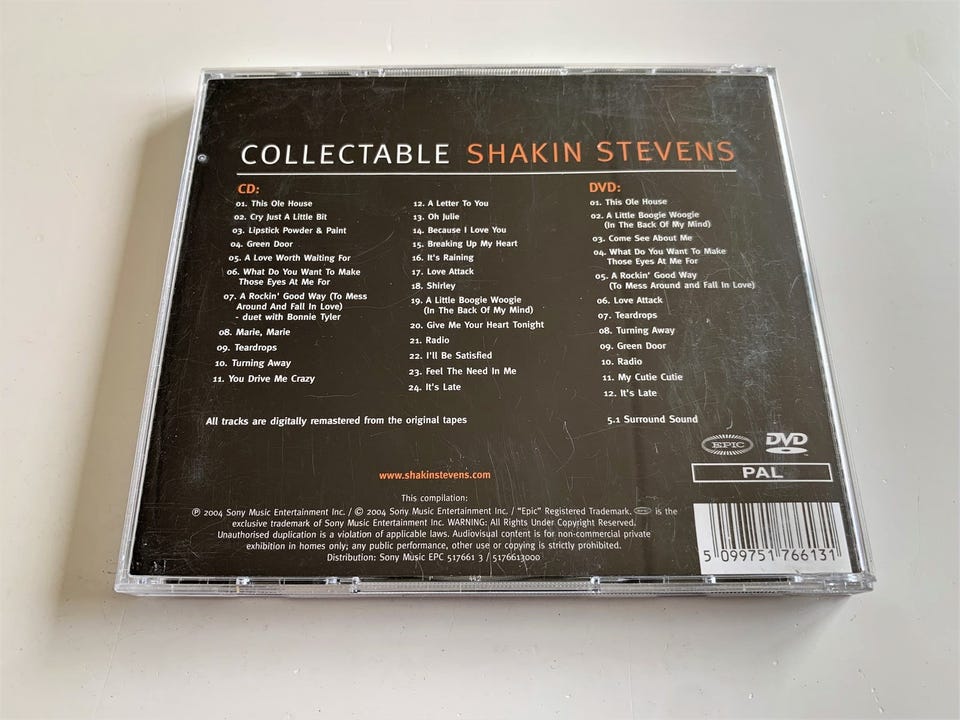 COLLECTABLE SHAKIN STEVENS
CD:
01. This Ole House
02. Cry Just A Little Bit
03. Lipstick Powder & Paint
04. Green Door
05. A Love Worth Waiting For
06. What Do You Want To Make
Those Eyes At Me For
07. A Rockin' Good Way (To Mess
Around And Fall In Love)
- duet with Bonnie Tyler
08. Marie, Marie
09. Teardrops
10. Turning Away
11. You Drive Me Crazy
12. A Letter To You
13. Oh Julie
14. Because I Love You
15. Breaking Up My Heart
16. It's Raining
17. Love Attack
18. Shirley
19. A Little Boogie Woogie
(In The Back Of My Mind)
20. Give Me Your Heart Tonight
21. Radio
22. I'll Be Satisfied
23. Feel The Need In Me
24. It's Late
DVD:
01. This Ole House
02. A Little Boogie Woogie
(In The Back Of My Mind)
03. Come See About Me
04. What Do You Want To Make
Those Eyes At Me For
05. A Rockin' Good Way
(To Mess Around and Fall In Love)
06. Love Attack
07. Teardrops
08. Turning Away
09. Green Door
10. Radio
11. My Cutie Cutie
12. It's Late
All tracks are digitally remastered from the original tapes
5.1 Surround Sound
EPIC
DVD
PAL
www.shakinstevens.com
This compilation:
℗ 2004 Sony Music Entertainment Inc. / © 2004 Sony Music Entertainment Inc. / "Epic" Registered Trademark. EPIC is the
exclusive trademark of Sony Music Entertainment Inc. WARNING: All Rights Under Copyright Reserved.
Unauthorised duplication is a violation of applicable laws. Audiovisual content is for non-commercial private
exhibition in homes only; any public performance, other use or copying is strictly prohibited.
Distribution: Sony Music EPC 517661 3 / 5176613000
5 099751 766131
P 442